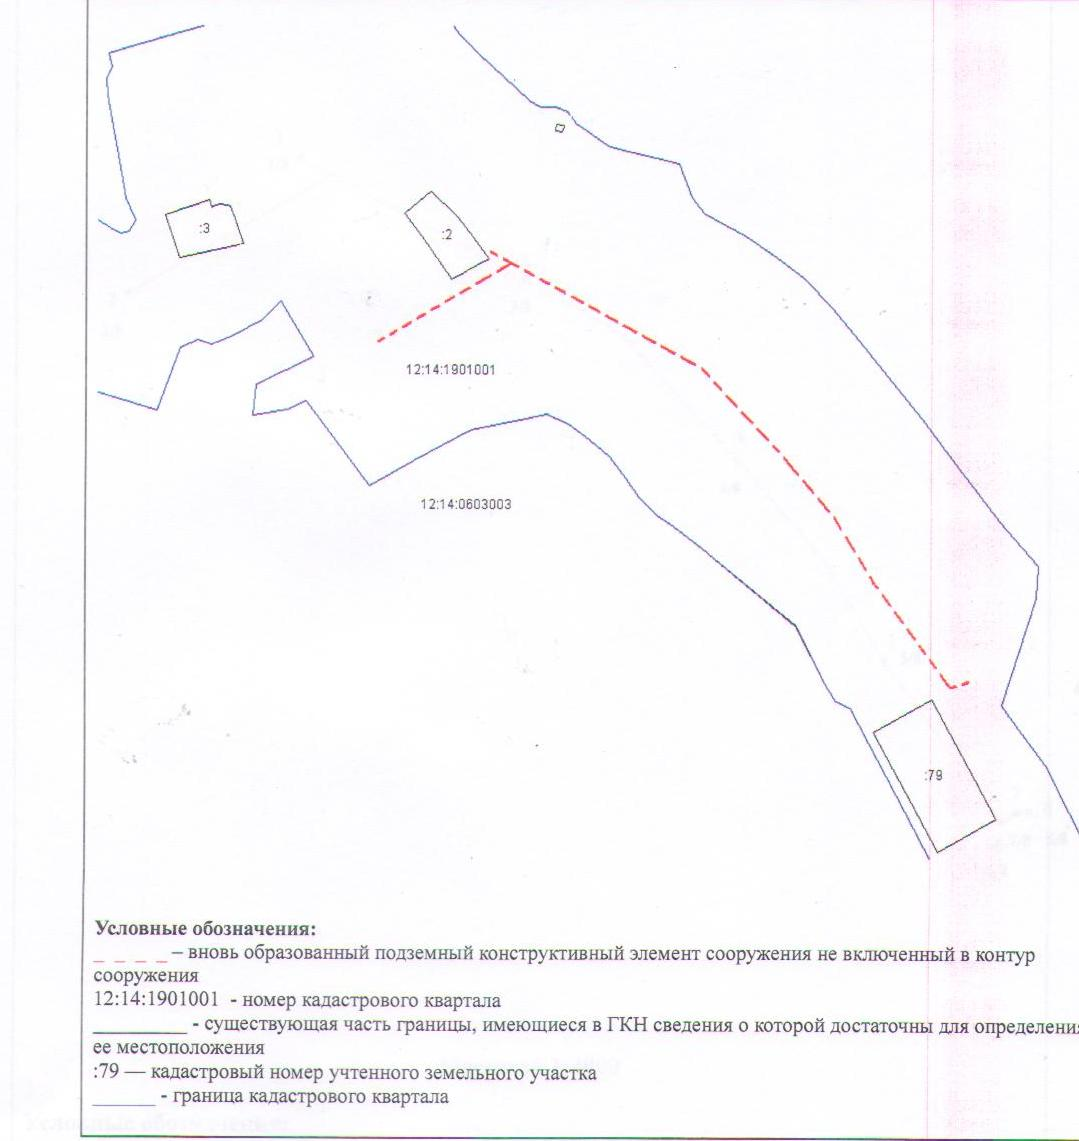 :3
:2
12:14:1901001
12:14:0603003
:79
Условные обозначения:
_ _ _ _ – вновь образованный подземный конструктивный элемент сооружения не включенный в контур
сооружения
12:14:1901001 - номер кадастрового квартала
_________ - существующая часть границы, имеющиеся в ГКН сведения о которой достаточны для определения
ее местоположения
:79 — кадастровый номер учтенного земельного участка
______ - граница кадастрового квартала